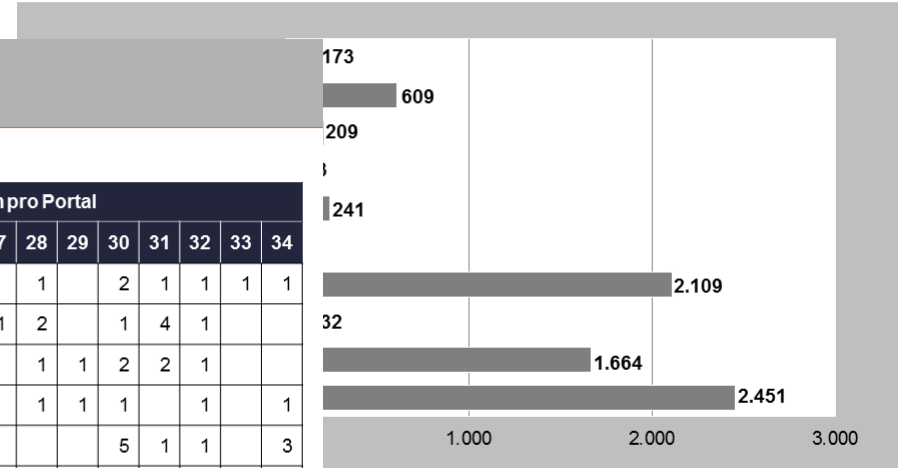 173
609
209
241
2.109
32
1.664
2.451
1.000 2.000 3.000
pro Portal
28 29 30 31 32 33 34
1 2 1 1 1 1
1 2 1 4 1
1 1 2 2 1
1 1 1 1 1
5 1 1 3